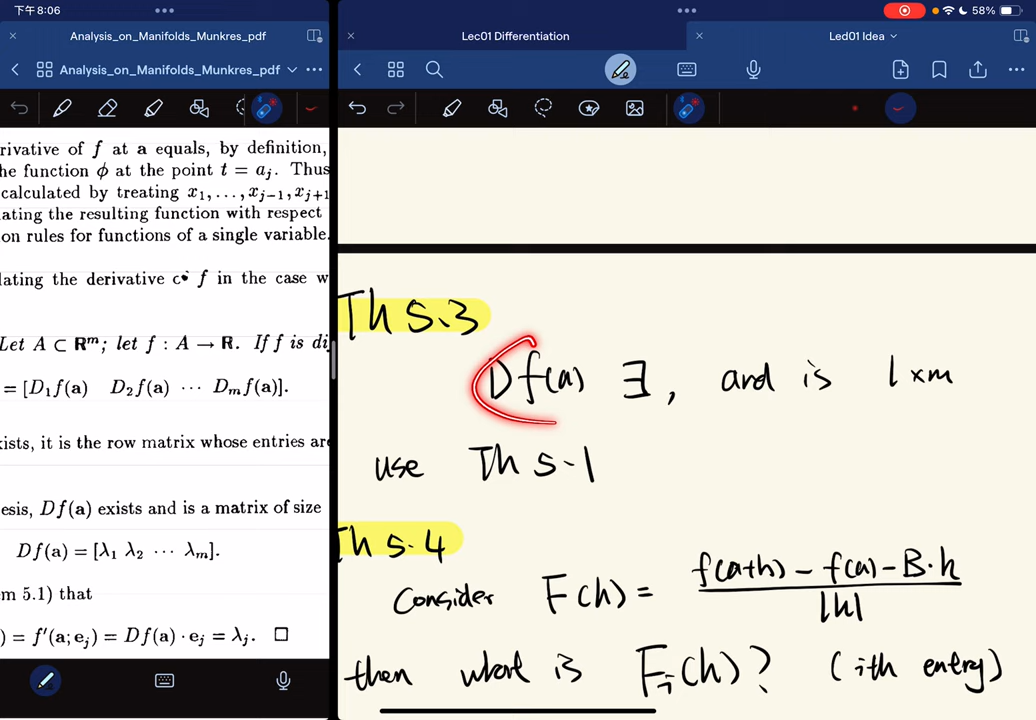 下午8:06
58%
Analysis_on_Manifolds_Munkres_pdf
Analysis_on_Manifolds_Munkres_pdf
rivative of f at a equals, by definition,
he function ϕ at the point t = aⱼ. Thus
calculated by treating x₁, …, xⱼ₋₁, xⱼ₊₁
ating the resulting function with respect
on rules for functions of a single variable.
lating the derivative of f in the case w
Let A ⊂ Rᵐ; let f : A → R. If f is di
= [D₁f(a) D₂f(a) ⋯ Dₘf(a)].
xists, it is the row matrix whose entries are
esis, Df(a) exists and is a matrix of size
Df(a) = [λ₁ λ₂ ⋯ λₘ].
em 5.1) that
) = f′(a; eⱼ) = Df(a) · eⱼ = λⱼ. □
Lec01 Differentiation
Led01 Idea
Th 5.3
Df(a) ∃, and is 1×m
use Th 5-1
Th 5.4
Consider F(h) = (f(a+h) − f(a) − B·h) / |h|
then what is Fᵢ(h)? (ith entry)